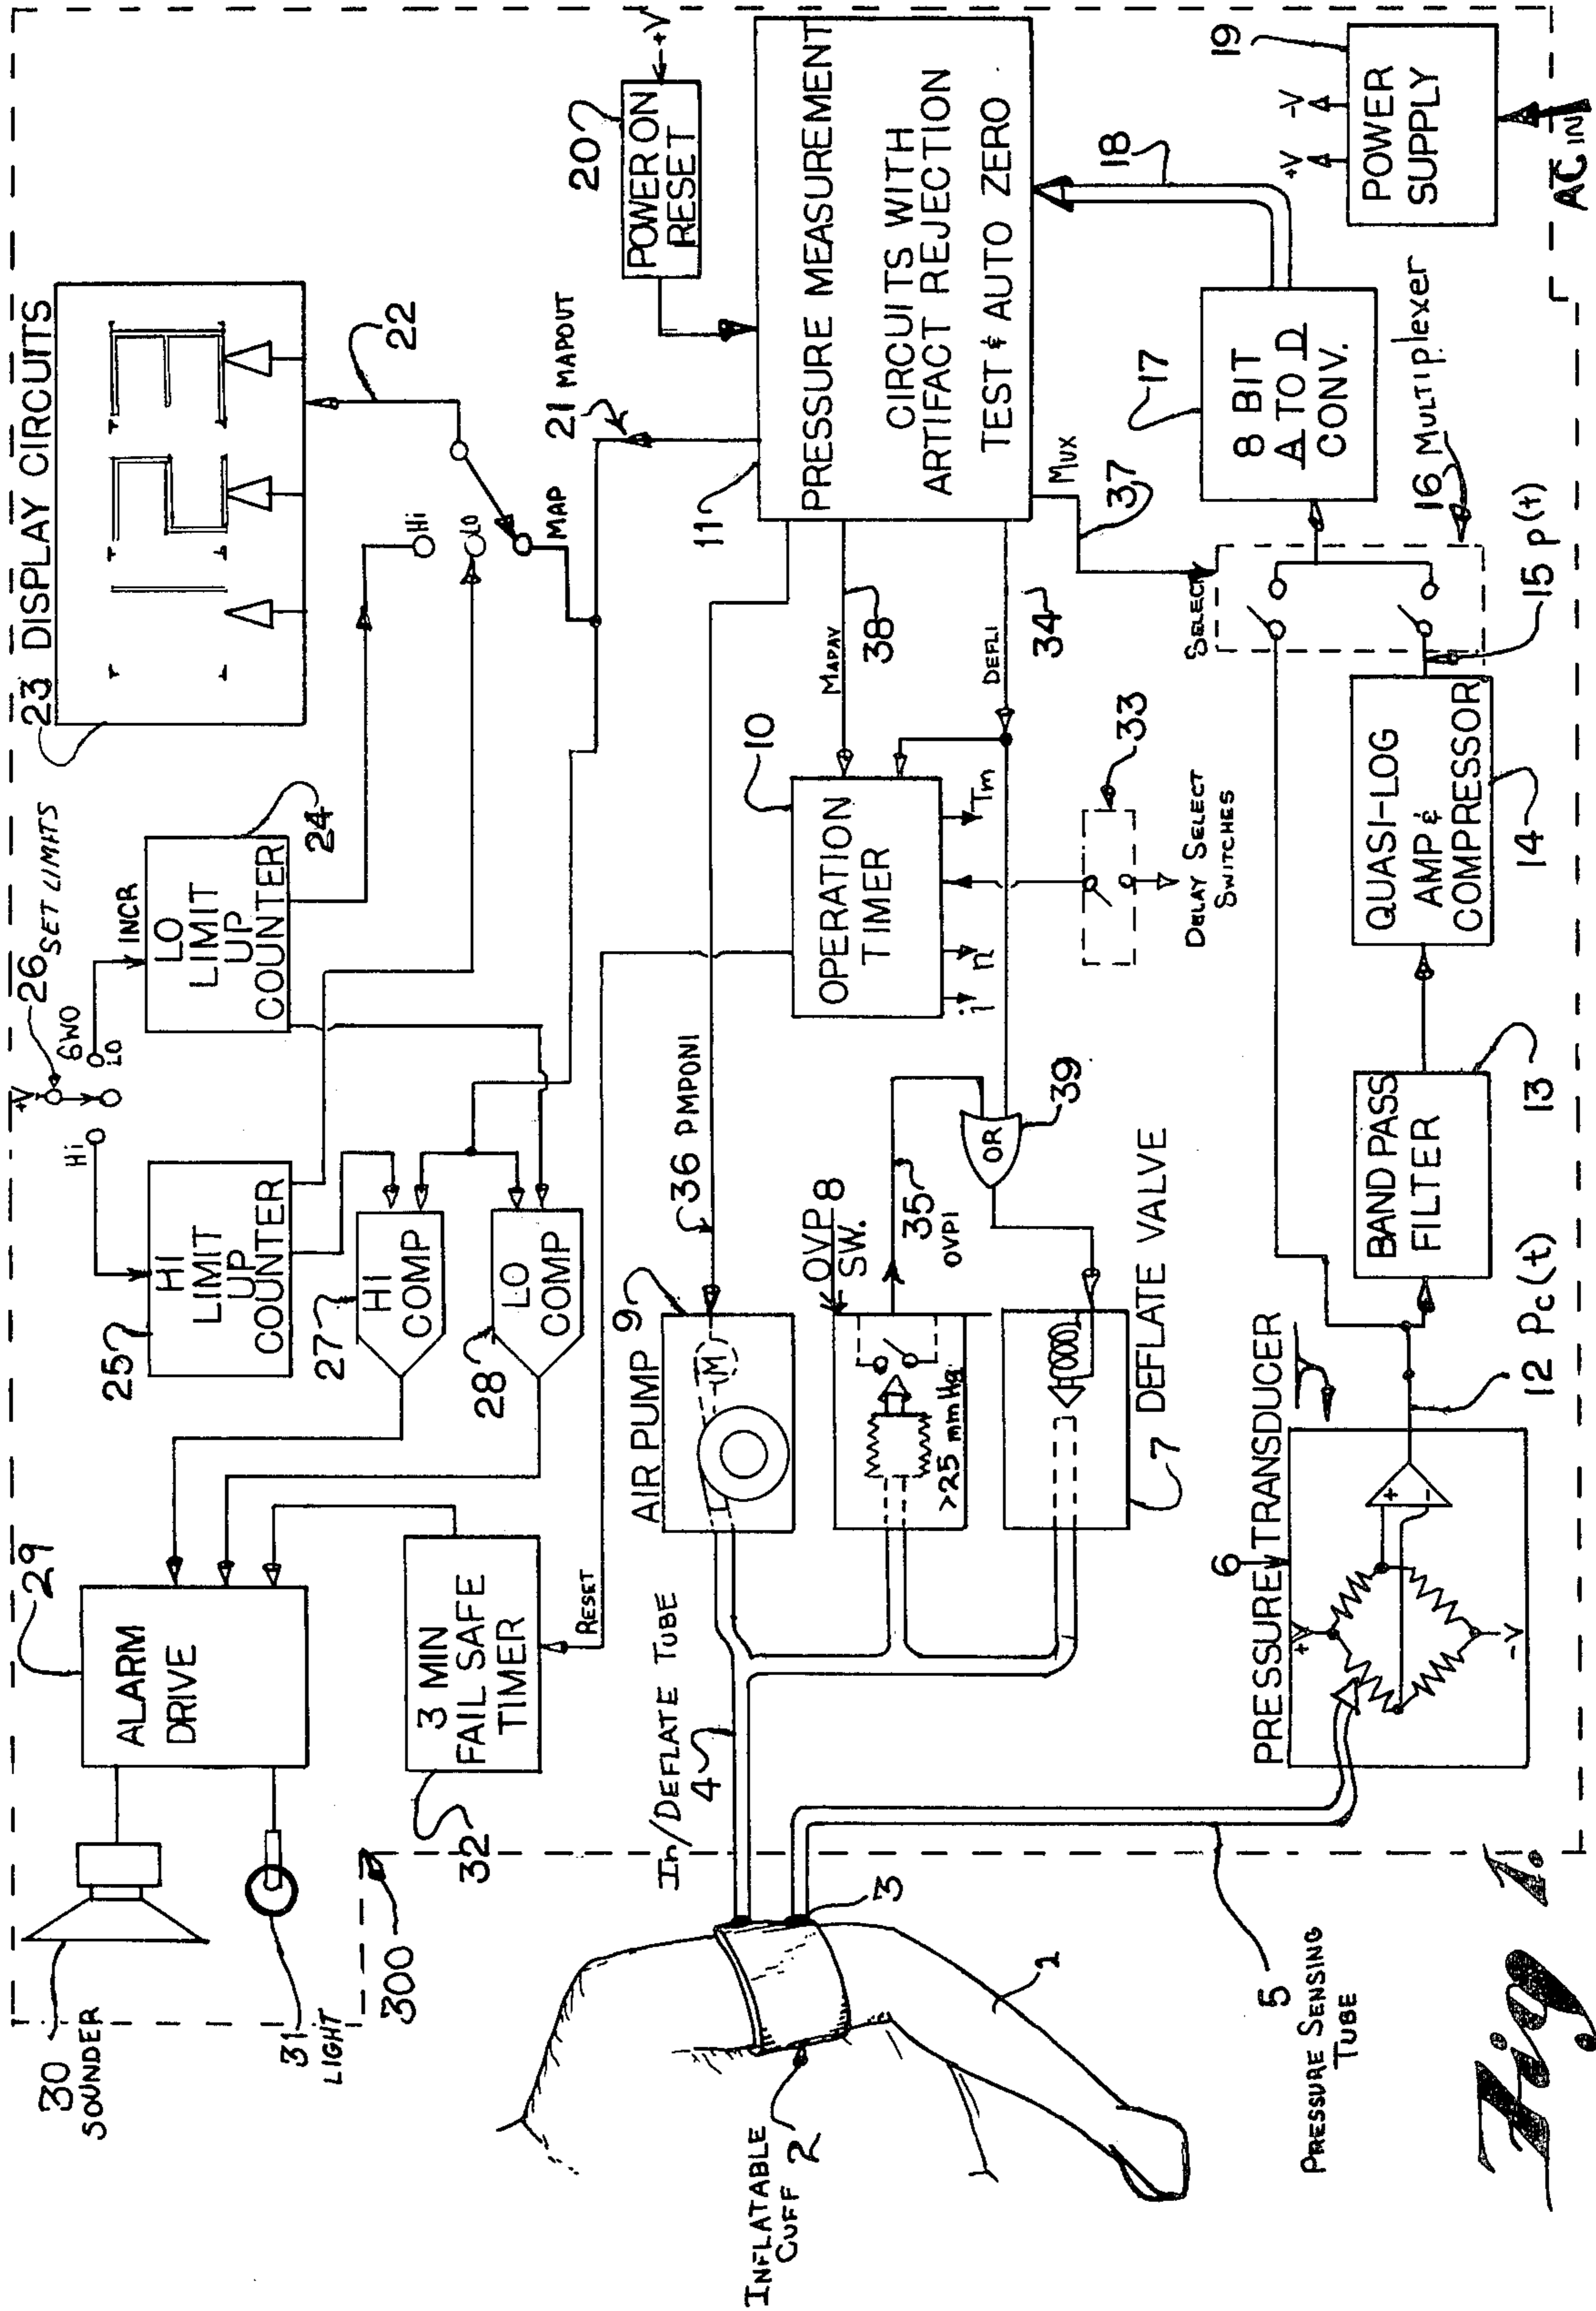 30
SOUNDER
31
LIGHT
300
29
ALARM
DRIVE
32
3 MIN
FAIL SAFE
TIMER
RESET
25
HI
LIMIT
UP
COUNTER
Hi
+V
26 SET LIMITS
SWO
LO
INCR
LO
LIMIT
UP
COUNTER
24
27
HI
COMP
28
LO
COMP
23 DISPLAY CIRCUITS
22
Hi
LO
MAP
21 MAPOUT
20
POWER ON
RESET
+V
INFLATABLE
CUFF 2
3
1
In/DEFLATE TUBE
4
5
PRESSURE SENSING
TUBE
AIR PUMP
9
M
36 PMPONI
OVP 8
SW.
>25 mmHg
35
OVPI
OR
39
7 DEFLATE VALVE
10
OPERATION
TIMER
i
n
Tm
33
DELAY SELECT
SWITCHES
MAPAV
38
DEFLI
34
11
PRESSURE MEASUREMENT
CIRCUITS WITH
ARTIFACT REJECTION
TEST & AUTO ZERO
MUX
37
SELECT
6
PRESSURE TRANSDUCER
+V
-V
+
-
12 Pc(t)
BAND PASS
FILTER
13
QUASI-LOG
AMP &
COMPRESSOR
14
15 p(t)
16 MULTIPLEXER
17
8 BIT
A TO D
CONV.
18
19
POWER
SUPPLY
+V
-V
AC IN
Fig 1.